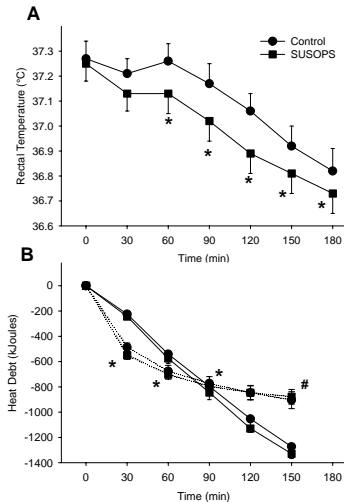 A
Control
SUSOPS
37.3
37.2
37.1
37.0
36.9
36.8
36.7
36.6
Rectal Temperature (°C)
* * * * *
0 30 60 90 120 150 180
Time (min)
B
0
-200
-400
-600
-800
-1000
-1200
-1400
Heat Debt (kJoules)
* * * #
0 30 60 90 120 150 180
Time (min)